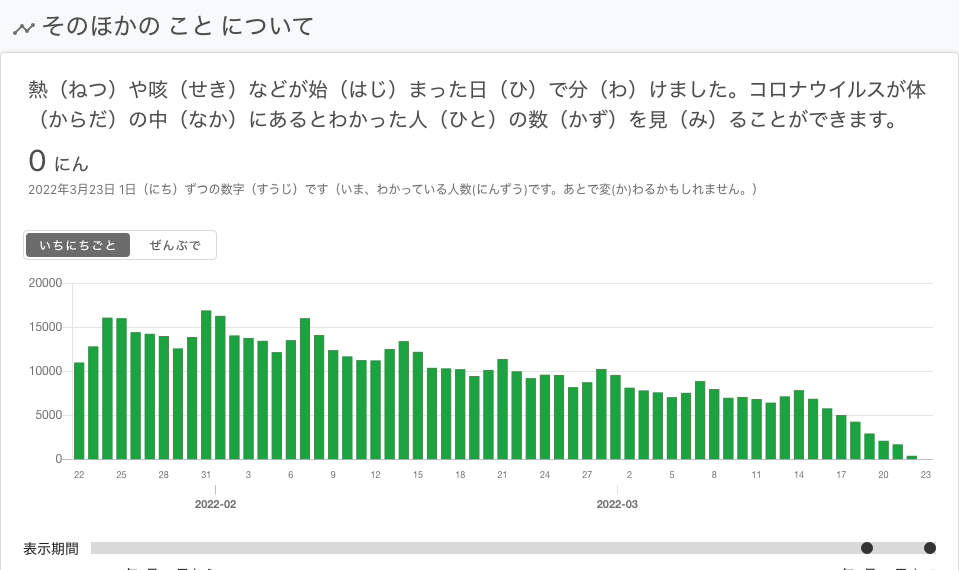 そのほかの こと について
熱（ねつ）や咳（せき）などが始（はじ）まった日（ひ）で分（わ）けました。コロナウイルスが体
（からだ）の中（なか）にあるとわかった人（ひと）の数（かず）を見（み）ることができます。
0 にん
2022年3月23日 1日（にち）ずつの数字（すうじ）です（いま、わかっている人数(にんずう)です。あとで変(か)わるかもしれません。）
いちにちごと ぜんぶで
20000
15000
10000
5000
0
22 25 28 31 3 6 9 12 15 18 21 24 27 2 5 8 11 14 17 20 23
2022-02 2022-03
表示期間